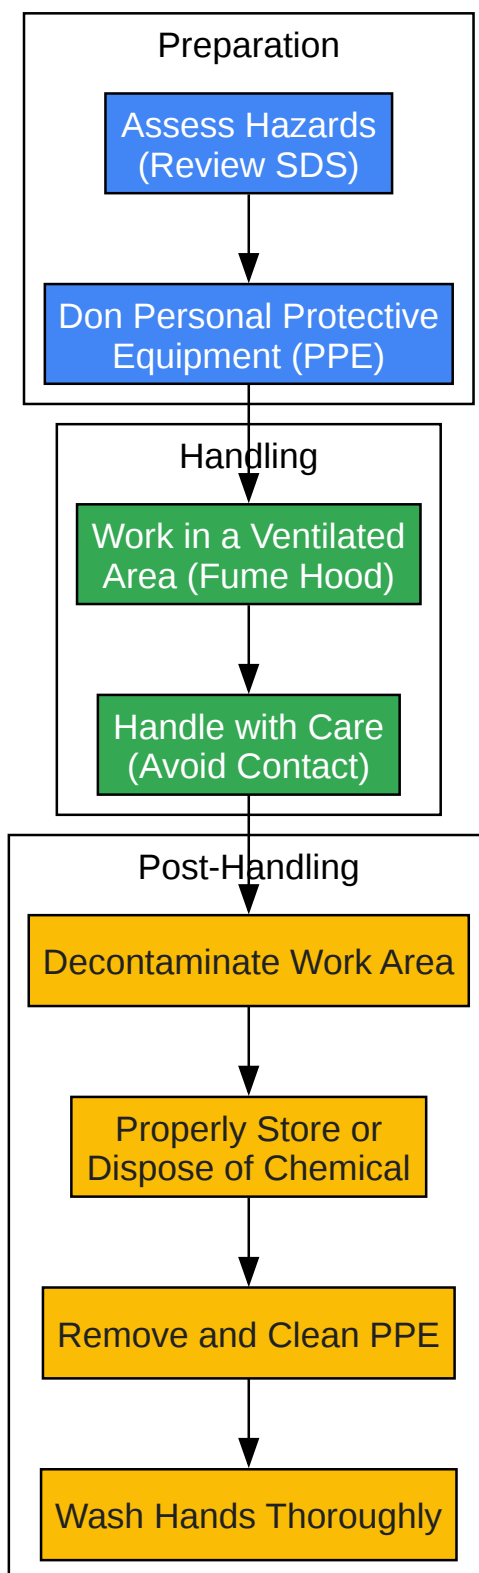 Preparation
Assess Hazards
(Review SDS)
Don Personal Protective
Equipment (PPE)
Handling
Work in a Ventilated
Area (Fume Hood)
Handle with Care
(Avoid Contact)
Post-Handling
Decontaminate Work Area
Properly Store or
Dispose of Chemical
Remove and Clean PPE
Wash Hands Thoroughly